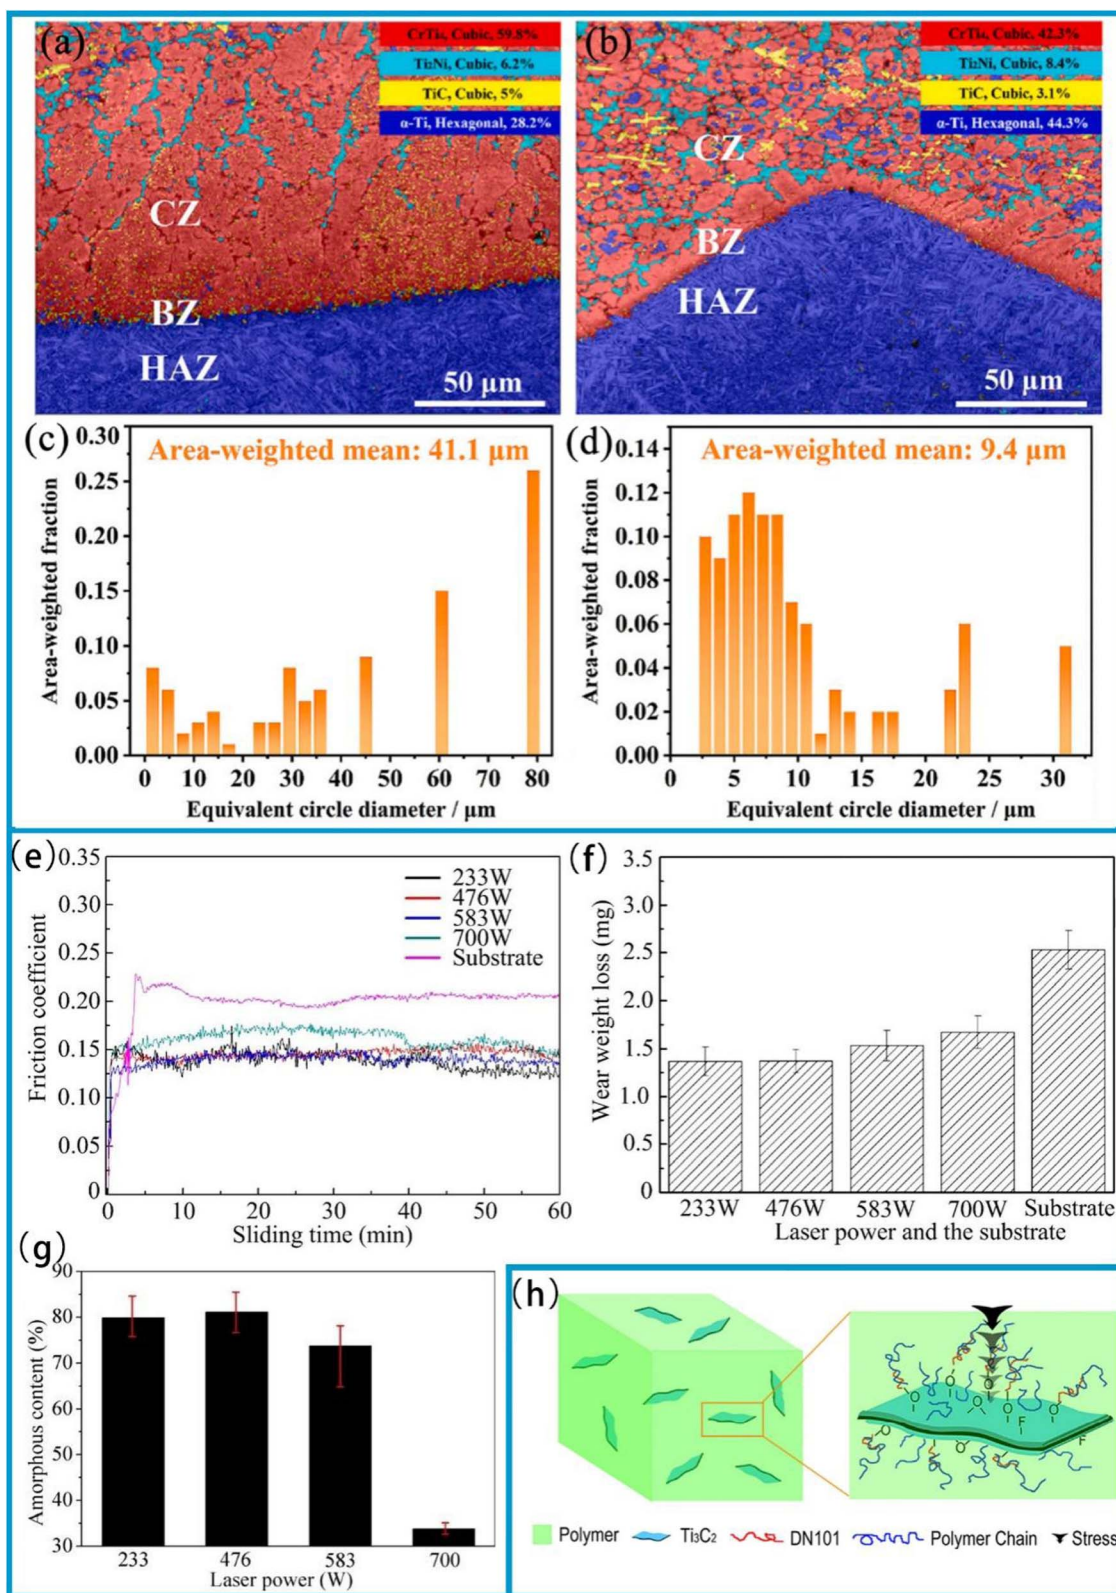 (a)
CrTi₄, Cubic, 59.8%
Ti₂Ni, Cubic, 6.2%
TiC, Cubic, 5%
α-Ti, Hexagonal, 28.2%
CZ
BZ
HAZ
50 μm
(b)
CrTi₄, Cubic, 42.3%
Ti₂Ni, Cubic, 8.4%
TiC, Cubic, 3.1%
α-Ti, Hexagonal, 44.3%
CZ
BZ
HAZ
50 μm
(c)
Area-weighted mean: 41.1 μm
Area-weighted fraction
0.30
0.25
0.20
0.15
0.10
0.05
0.00
0 10 20 30 40 50 60 70 80
Equivalent circle diameter / μm
(d)
Area-weighted mean: 9.4 μm
Area-weighted fraction
0.14
0.12
0.10
0.08
0.06
0.04
0.02
0.00
0 5 10 15 20 25 30
Equivalent circle diameter / μm
(e)
Friction coefficient
0.35
0.30
0.25
0.20
0.15
0.10
0.05
0
233W
476W
583W
700W
Substrate
0 10 20 30 40 50 60
Sliding time (min)
(f)
Wear weight loss (mg)
3.5
3.0
2.5
2.0
1.5
1.0
0.5
0
233W 476W 583W 700W Substrate
Laser power and the substrate
(g)
Amorphous content (%)
90
80
70
60
50
40
30
233 476 583 700
Laser power (W)
(h)
O O O O O O F
O O F
Polymer Ti₃C₂ DN101 Polymer Chain Stress